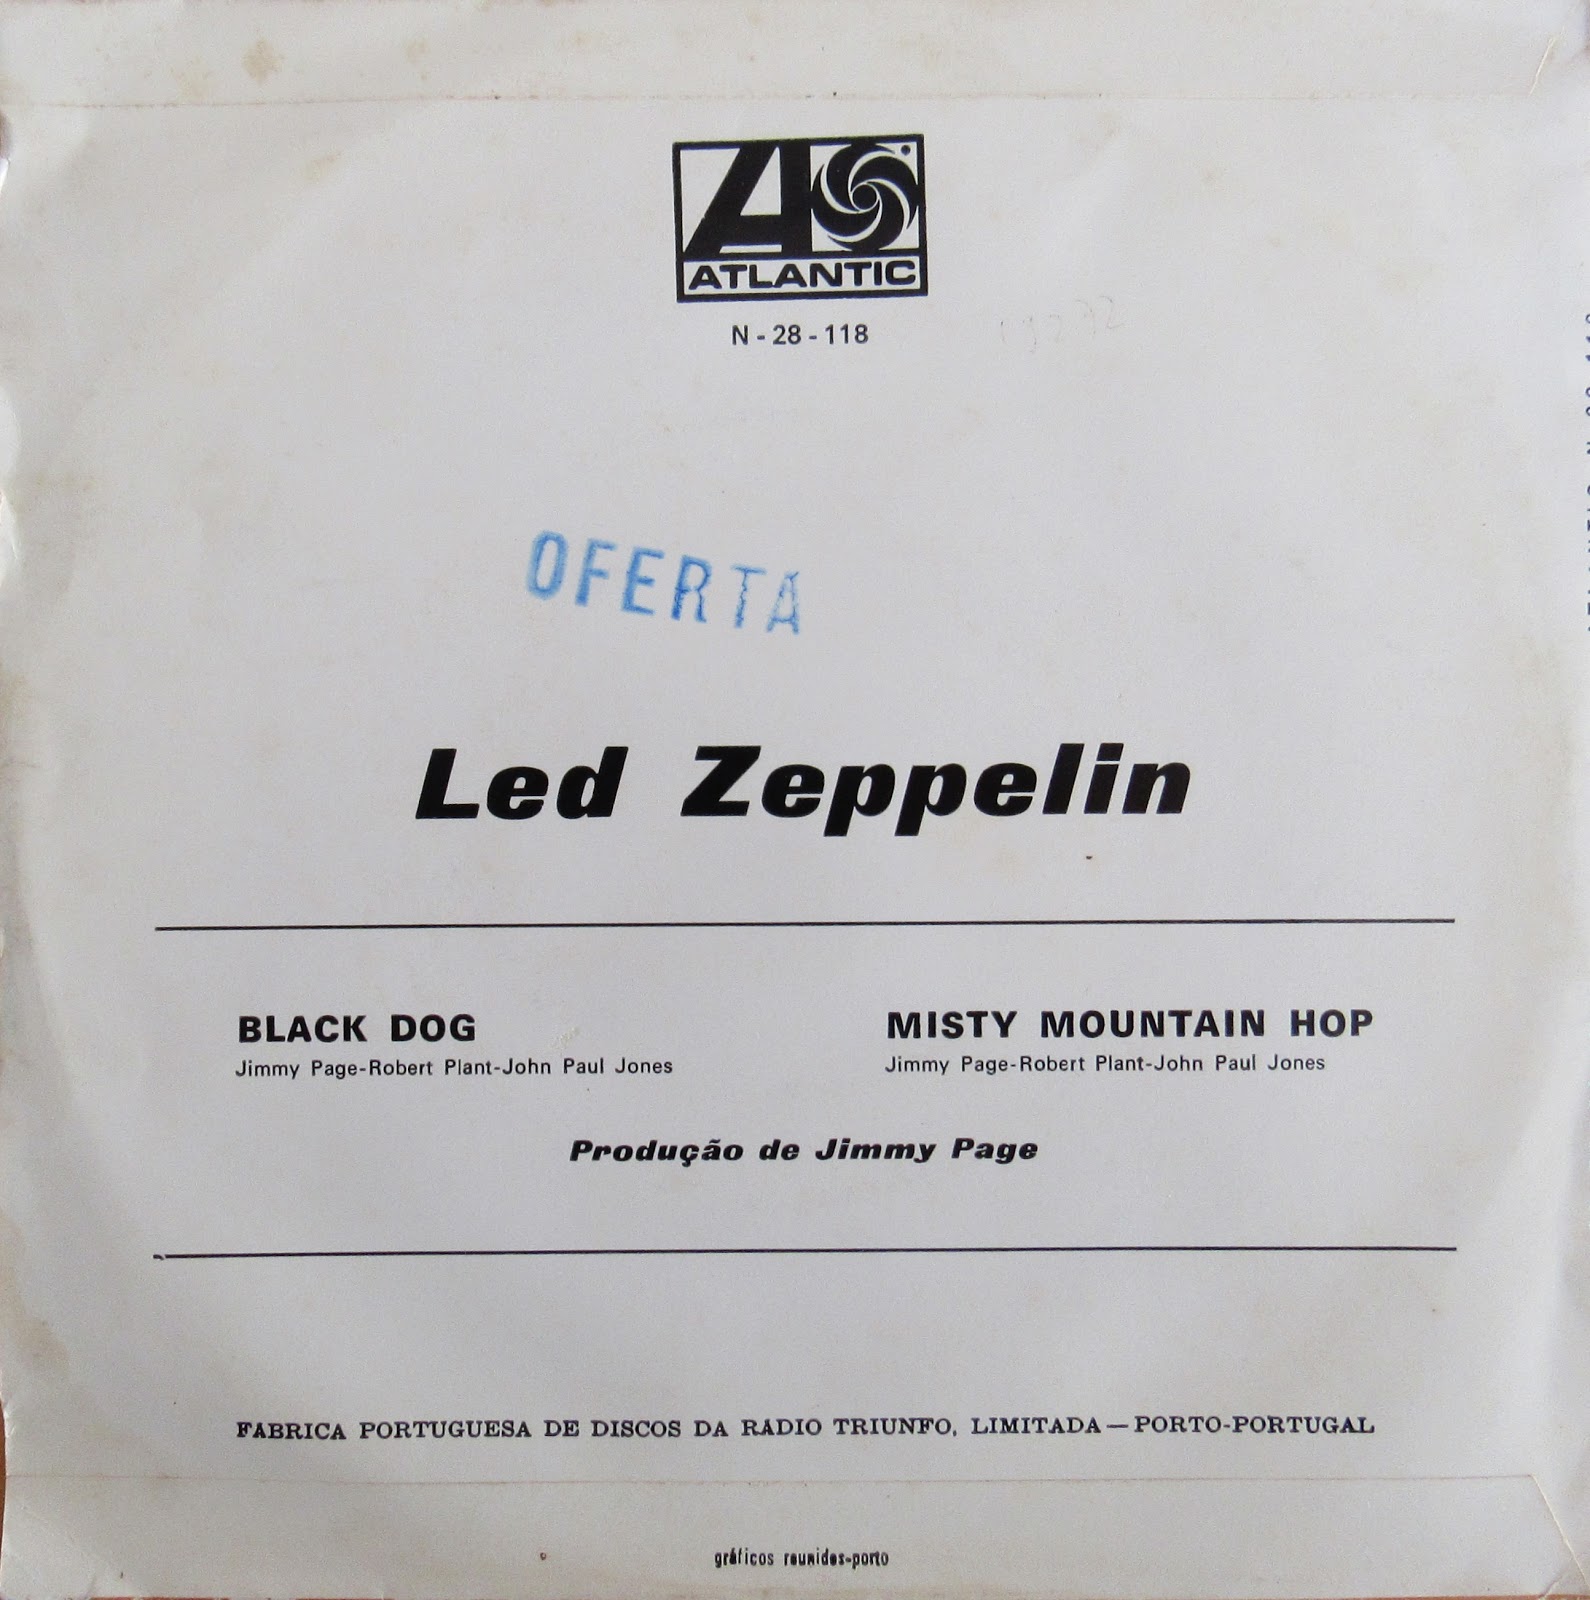 ATLANTIC
N - 28 - 118
OFERTA
Led Zeppelin
BLACK DOG
Jimmy Page-Robert Plant-John Paul Jones
MISTY MOUNTAIN HOP
Jimmy Page-Robert Plant-John Paul Jones
Produção de Jimmy Page
FABRICA PORTUGUESA DE DISCOS DA RADIO TRIUNFO, LIMITADA — PORTO-PORTUGAL
gráficos reunidos-porto